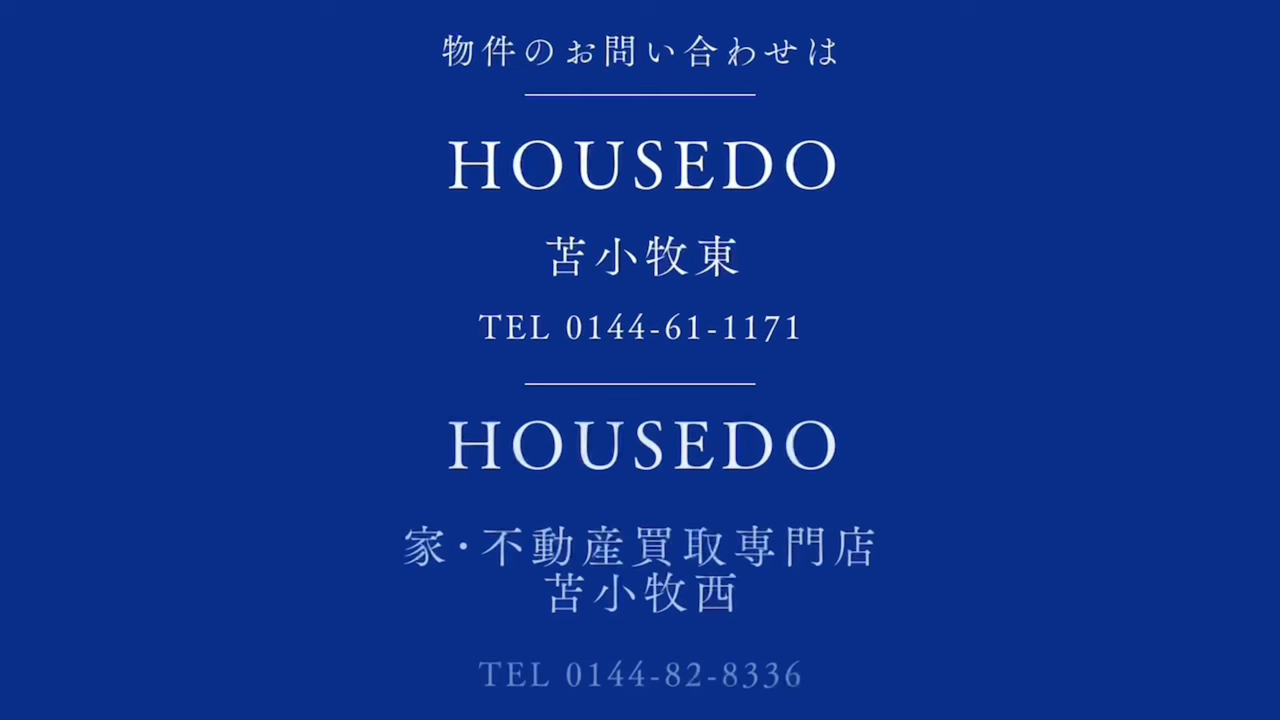 物件のお問い合わせは
HOUSEDO
苫小牧東
TEL 0144-61-1171
HOUSEDO
家・不動産買取専門店
苫小牧西
TEL 0144-82-8336